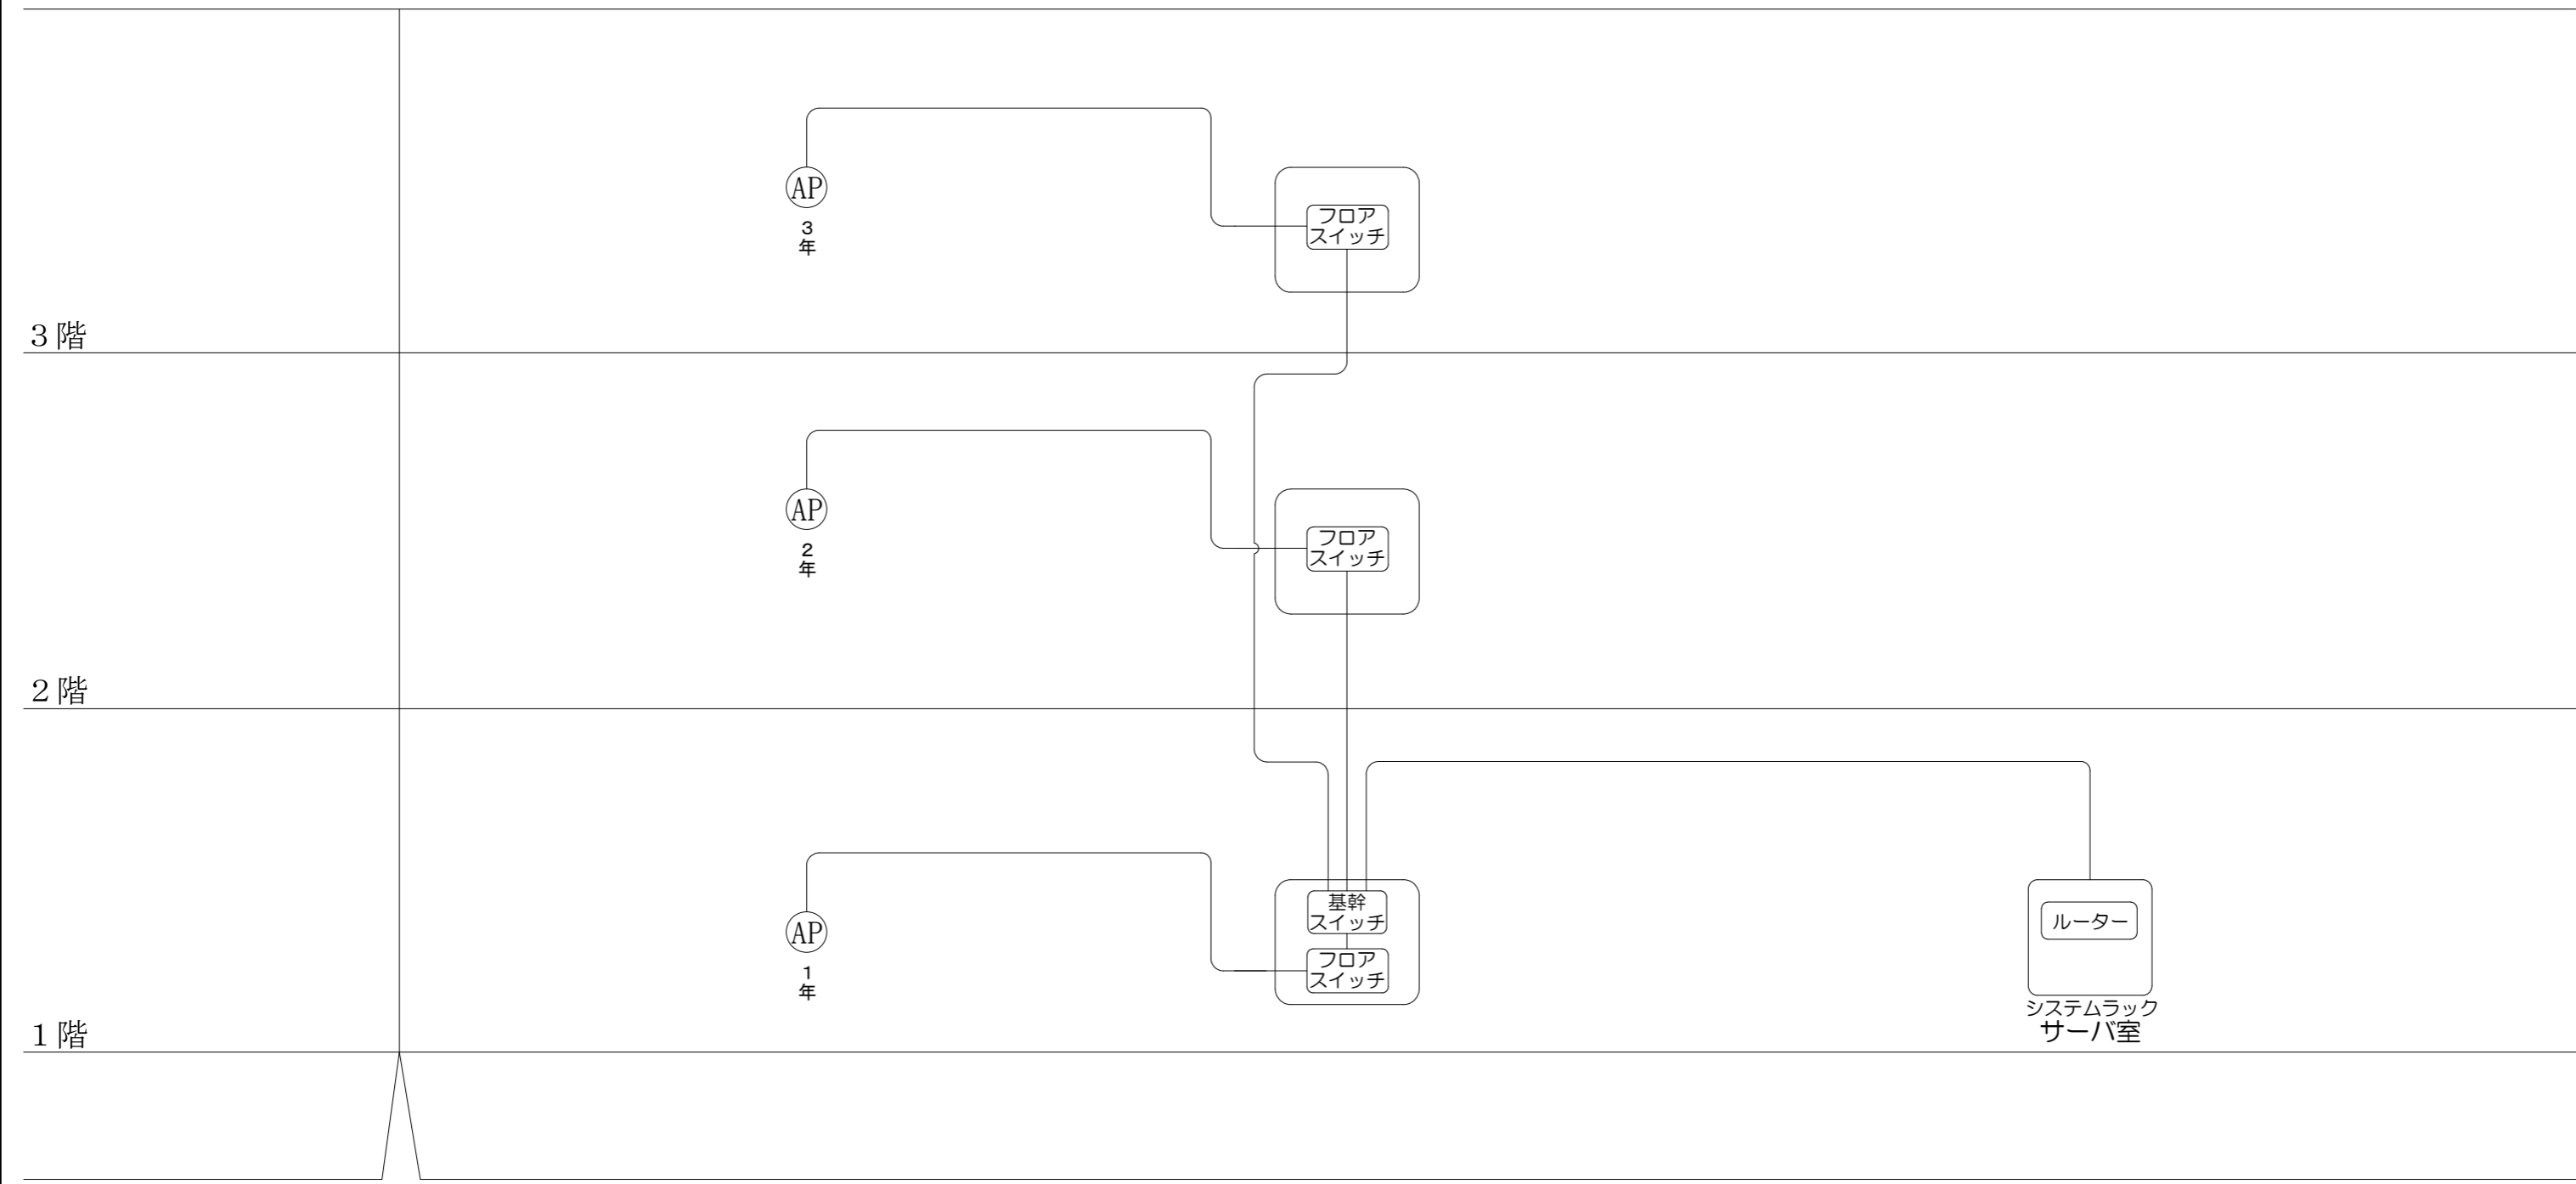 AP
3
年
フロア
スイッチ
３階
AP
2
年
フロア
スイッチ
２階
AP
1
年
基幹
スイッチ
フロア
スイッチ
ルーター
システムラック
サーバ室
１階